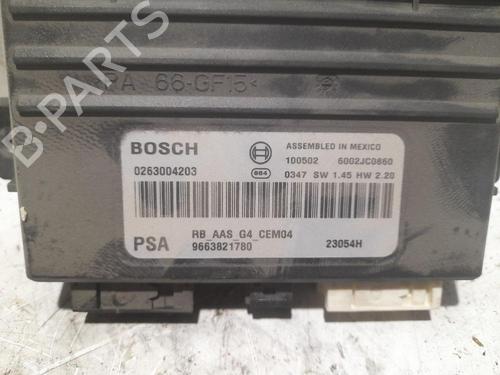 PA 66-GF15<
B-PARTS
BOSCH
ASSEMBLED IN MEXICO
100502 6002JC0860
0263004203
664 0347 SW 1.45 HW 2.20
PSA
RB_AAS_G4_CEM04
9663821780
23054H